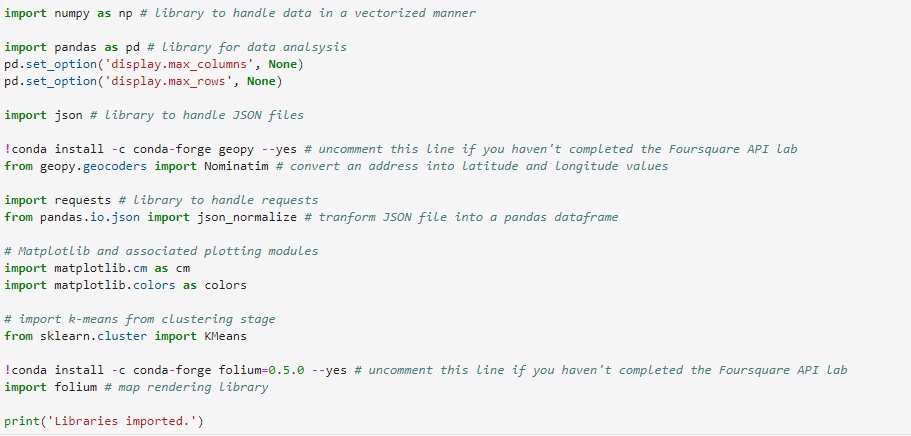 import numpy as np # library to handle data in a vectorized manner
import pandas as pd # library for data analsysis
pd.set_option('display.max_columns', None)
pd.set_option('display.max_rows', None)
import json # library to handle JSON files
!conda install -c conda-forge geopy --yes # uncomment this line if you haven't completed the Foursquare API lab
from geopy.geocoders import Nominatim # convert an address into latitude and longitude values
import requests # library to handle requests
from pandas.io.json import json_normalize # tranform JSON file into a pandas dataframe
# Matplotlib and associated plotting modules
import matplotlib.cm as cm
import matplotlib.colors as colors
# import k-means from clustering stage
from sklearn.cluster import KMeans
!conda install -c conda-forge folium=0.5.0 --yes # uncomment this line if you haven't completed the Foursquare API lab
import folium # map rendering library
print('Libraries imported.')